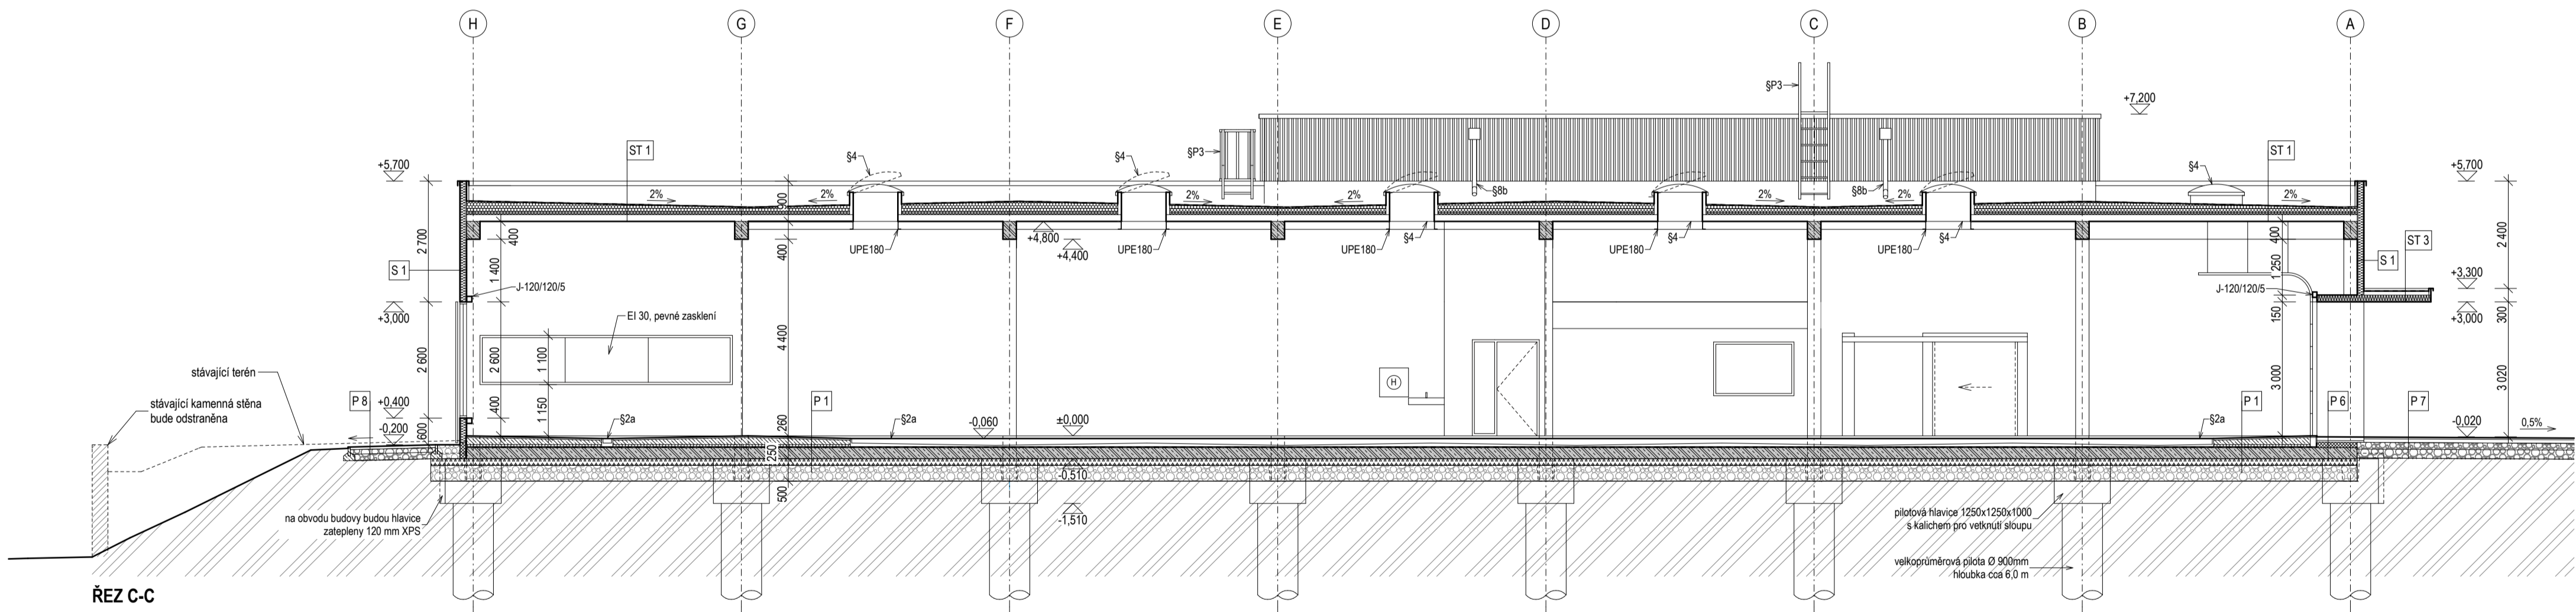 H
G
F
E
D
C
B
A
§P3
+7,200
ST 1
§4
§4
§P3
ST 1
§4
+5,700
+5,700
2%
2%
2%
2%
§8b
2%
§8b
2%
2%
900
2 700
400
UPE180
UPE180
+4,800
+4,400
UPE180
§4
UPE180
§4
UPE180
§4
400
400
2 400
ST 3
S 1
1 400
S 1
1 250
+3,300
J-120/120/5
J-120/120/5
+3,000
EI 30, pevné zasklení
150
300
+3,000
2 600
2 600
1 100
4 400
stávající terén
H
3 000
3 020
stávající kamenná stěna
bude odstraněna
P 8
+0,400
400
1 150
P 1
P 1
P 6
P 7
-0,200
600
§2a
260
§2a
-0,060
±0,000
§2a
-0,020
0,5%
250
-0,510
500
-1,510
na obvodu budovy budou hlavice
zatepleny 120 mm XPS
pilotová hlavice 1250x1250x1000
s kalichem pro vetknutí sloupu
velkoprůměrová pilota Ø 900mm
hloubka cca 6,0 m
ŘEZ C-C